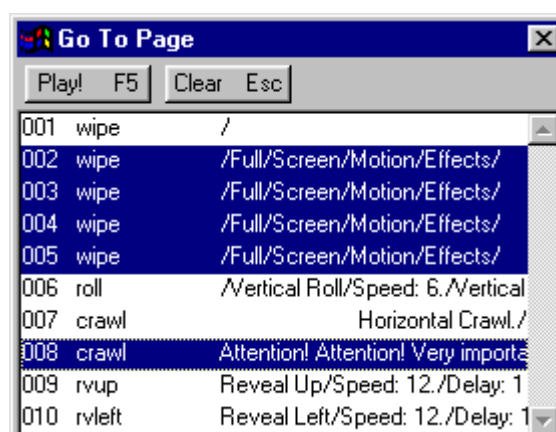 Go To Page
Play! F5 Clear Esc
001 wipe /
002 wipe /Full/Screen/Motion/Effects/
003 wipe /Full/Screen/Motion/Effects/
004 wipe /Full/Screen/Motion/Effects/
005 wipe /Full/Screen/Motion/Effects/
006 roll /Vertical Roll/Speed: 6./Vertical
007 crawl Horizontal Crawl./
008 crawl Attention! Attention! Very importa
009 rvup Reveal Up/Speed: 12./Delay: 1
010 rvleft Reveal Left/Speed: 12./Delay: 1